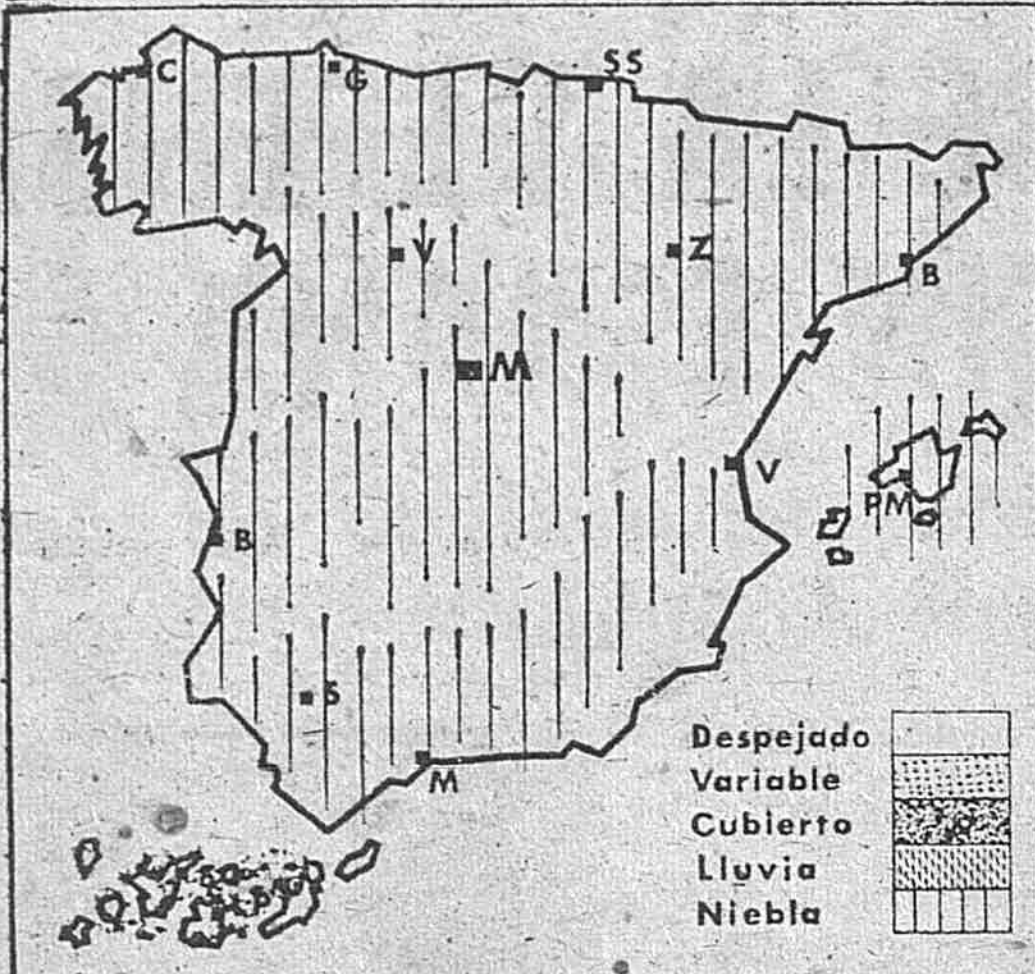 C
G
SS
V
Z
B
M
V
PM
B
S
M
Despejado
Variable
Cubierto
Lluvia
Niebla